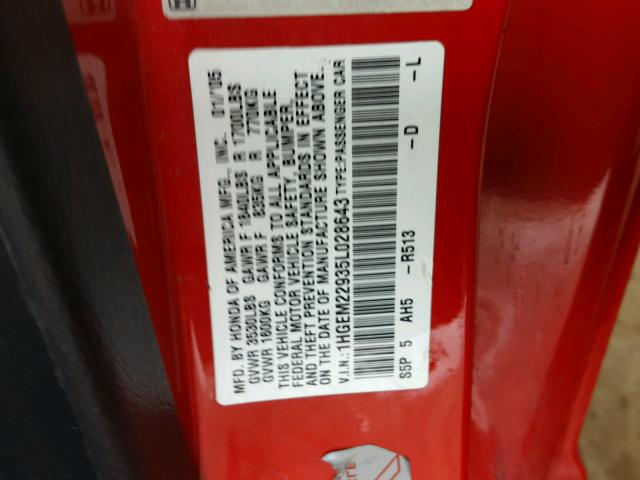 MFD. BY HONDA OF AMERICA MFG., INC. 01/'05
GVWR 3530LBS GAWR F 1840LBS R 1700LBS
GVWR 1600KG GAWR F 835KG R 770KG
THIS VEHICLE CONFORMS TO ALL APPLICABLE
FEDERAL MOTOR VEHICLE SAFETY, BUMPER,
AND THEFT PREVENTION STANDARDS IN EFFECT
ON THE DATE OF MANUFACTURE SHOWN ABOVE.
V.I.N.:1HGEM22935L028643 TYPE:PASSENGER CAR
S5P 5 AH5 -R513 -D -L